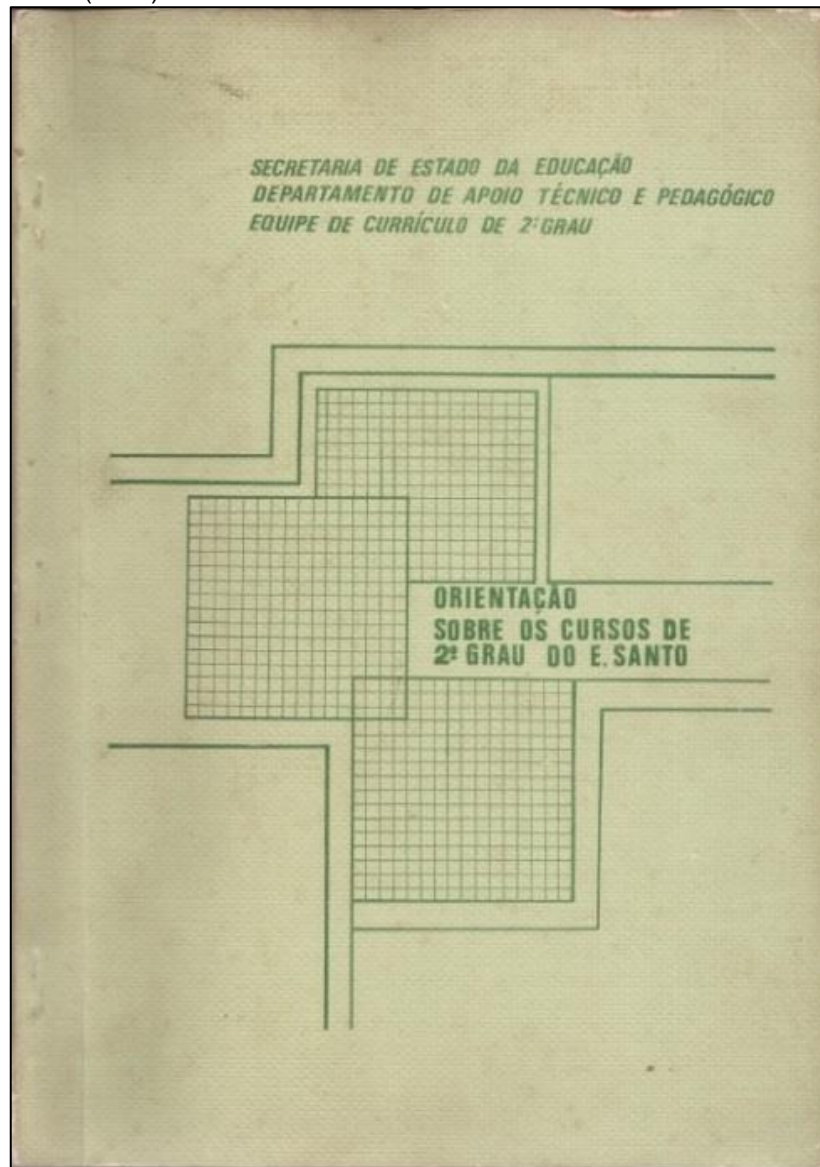 SECRETARIA DE ESTADO DA EDUCAÇÃO
DEPARTAMENTO DE APOIO TÉCNICO E PEDAGÓGICO
EQUIPE DE CURRÍCULO DE 2º GRAU
ORIENTAÇÃO
SOBRE OS CURSOS DE
2º GRAU DO E. SANTO